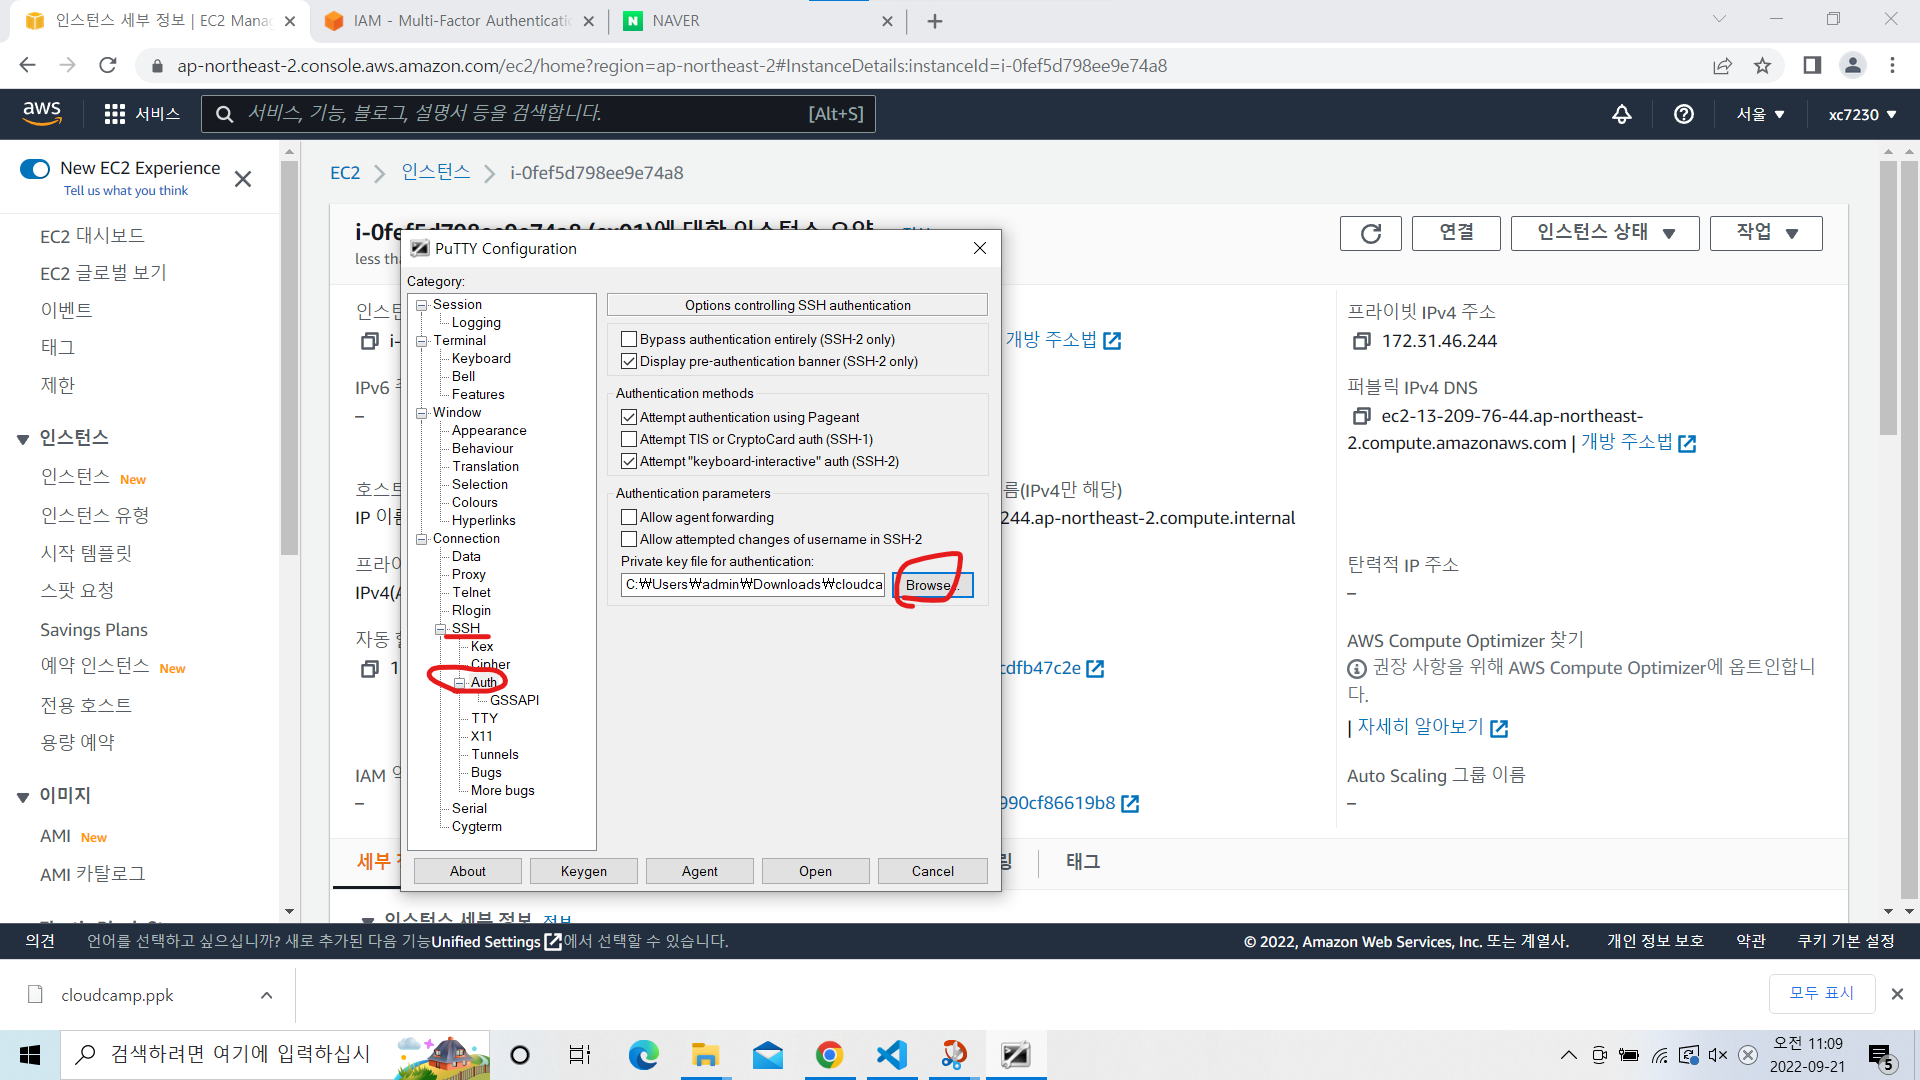 인스턴스 세부 정보 | EC2 Mana
IAM - Multi-Factor Authenticatio
NAVER
ap-northeast-2.console.aws.amazon.com/ec2/home?region=ap-northeast-2#InstanceDetails:instanceId=i-0fef5d798ee9e74a8
aws
서비스
서비스, 기능, 블로그, 설명서 등을 검색합니다.
[Alt+S]
서울
xc7230
New EC2 Experience
Tell us what you think
EC2 대시보드
EC2 글로벌 보기
이벤트
태그
제한
인스턴스
인스턴스 New
인스턴스 유형
시작 템플릿
스팟 요청
Savings Plans
예약 인스턴스 New
전용 호스트
용량 예약
이미지
AMI New
AMI 카탈로그
EC2
인스턴스
i-0fef5d798ee9e74a8
i-0fef5d798ee9e74a8 (ex01)에 대한 인스턴스 요약
less tha
연결
인스턴스 상태
작업
PuTTY Configuration
Category:
Session
Logging
Terminal
Keyboard
Bell
Features
Window
Appearance
Behaviour
Translation
Selection
Colours
Hyperlinks
Connection
Data
Proxy
Telnet
Rlogin
SSH
Kex
Cipher
Auth
GSSAPI
TTY
X11
Tunnels
Bugs
More bugs
Serial
Cygterm
Options controlling SSH authentication
Bypass authentication entirely (SSH-2 only)
Display pre-authentication banner (SSH-2 only)
Authentication methods
Attempt authentication using Pageant
Attempt TIS or CryptoCard auth (SSH-1)
Attempt "keyboard-interactive" auth (SSH-2)
Authentication parameters
Allow agent forwarding
Allow attempted changes of username in SSH-2
Private key file for authentication:
C:₩Users₩admin₩Downloads₩cloudca
Browse...
About
Keygen
Agent
Open
Cancel
인스턴
i-
IPv6 주
–
호스트
IP 이름
프라이
IPv4(A
자동 할
1
IAM 역
–
개방 주소법
름(IPv4만 해당)
244.ap-northeast-2.compute.internal
cdfb47c2e
990cf86619b8
프라이빗 IPv4 주소
172.31.46.244
퍼블릭 IPv4 DNS
ec2-13-209-76-44.ap-northeast-
2.compute.amazonaws.com | 개방 주소법
탄력적 IP 주소
–
AWS Compute Optimizer 찾기
권장 사항을 위해 AWS Compute Optimizer에 옵트인합니
다.
| 자세히 알아보기
Auto Scaling 그룹 이름
–
세부 정
링
태그
인스턴스 세부 정보 정보
의견
언어를 선택하고 싶으십니까? 새로 추가된 다음 기능Unified Settings에서 선택할 수 있습니다.
© 2022, Amazon Web Services, Inc. 또는 계열사.
개인 정보 보호
약관
쿠키 기본 설정
cloudcamp.ppk
모두 표시
검색하려면 여기에 입력하십시
오전 11:09
2022-09-21
5